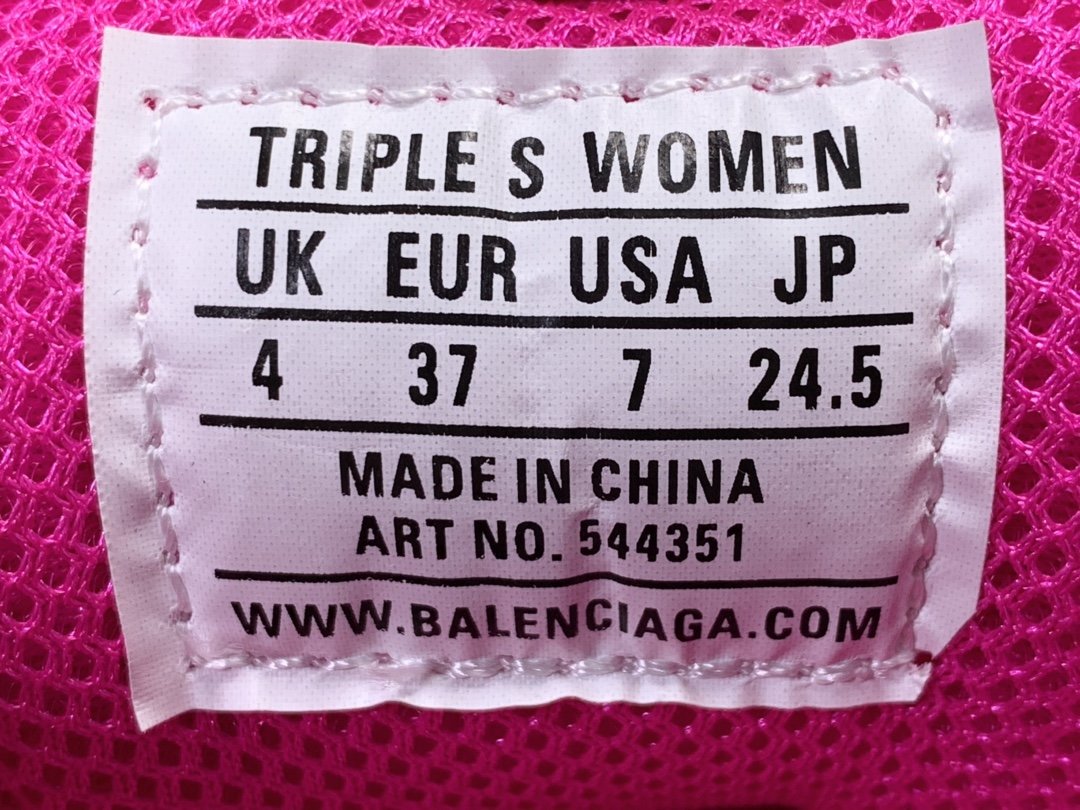 TRIPLE S WOMEN
UK EUR USA JP
4 37 7 24.5
MADE IN CHINA
ART NO. 544351
WWW.BALENCIAGA.COM